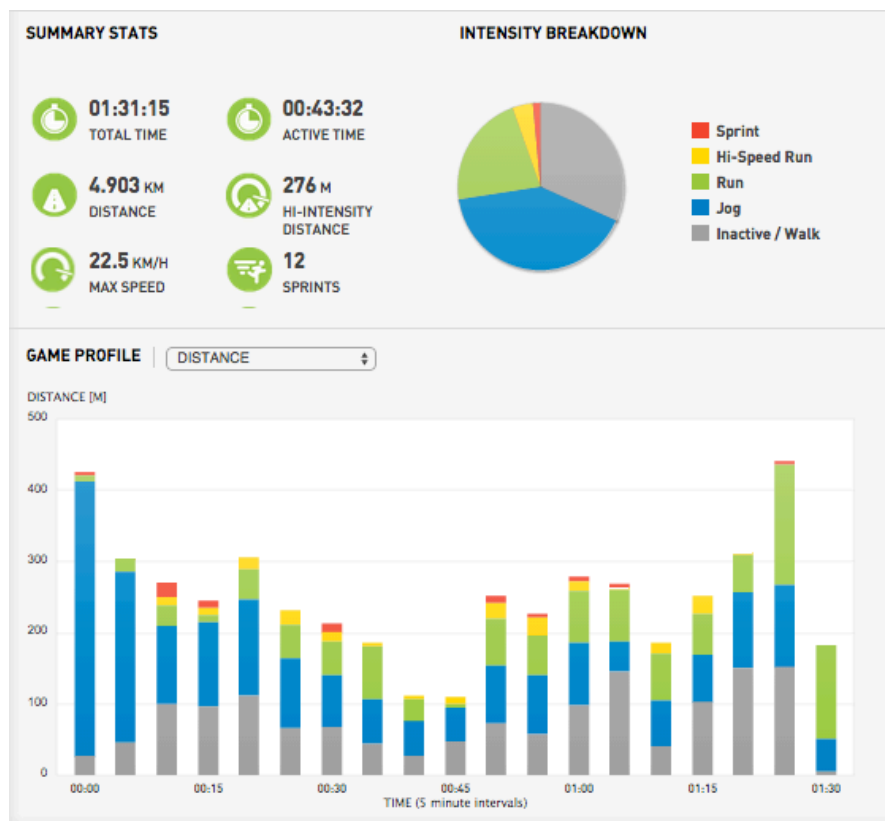 SUMMARY STATS
INTENSITY BREAKDOWN
01:31:15
TOTAL TIME
00:43:32
ACTIVE TIME
4.903 KM
DISTANCE
276 M
HI-INTENSITY
DISTANCE
22.5 KM/H
MAX SPEED
12
SPRINTS
Sprint
Hi-Speed Run
Run
Jog
Inactive / Walk
GAME PROFILE
DISTANCE
DISTANCE [M]
500
400
300
200
100
0
00:00 00:15 00:30 00:45 01:00 01:15 01:30
TIME (5 minute intervals)